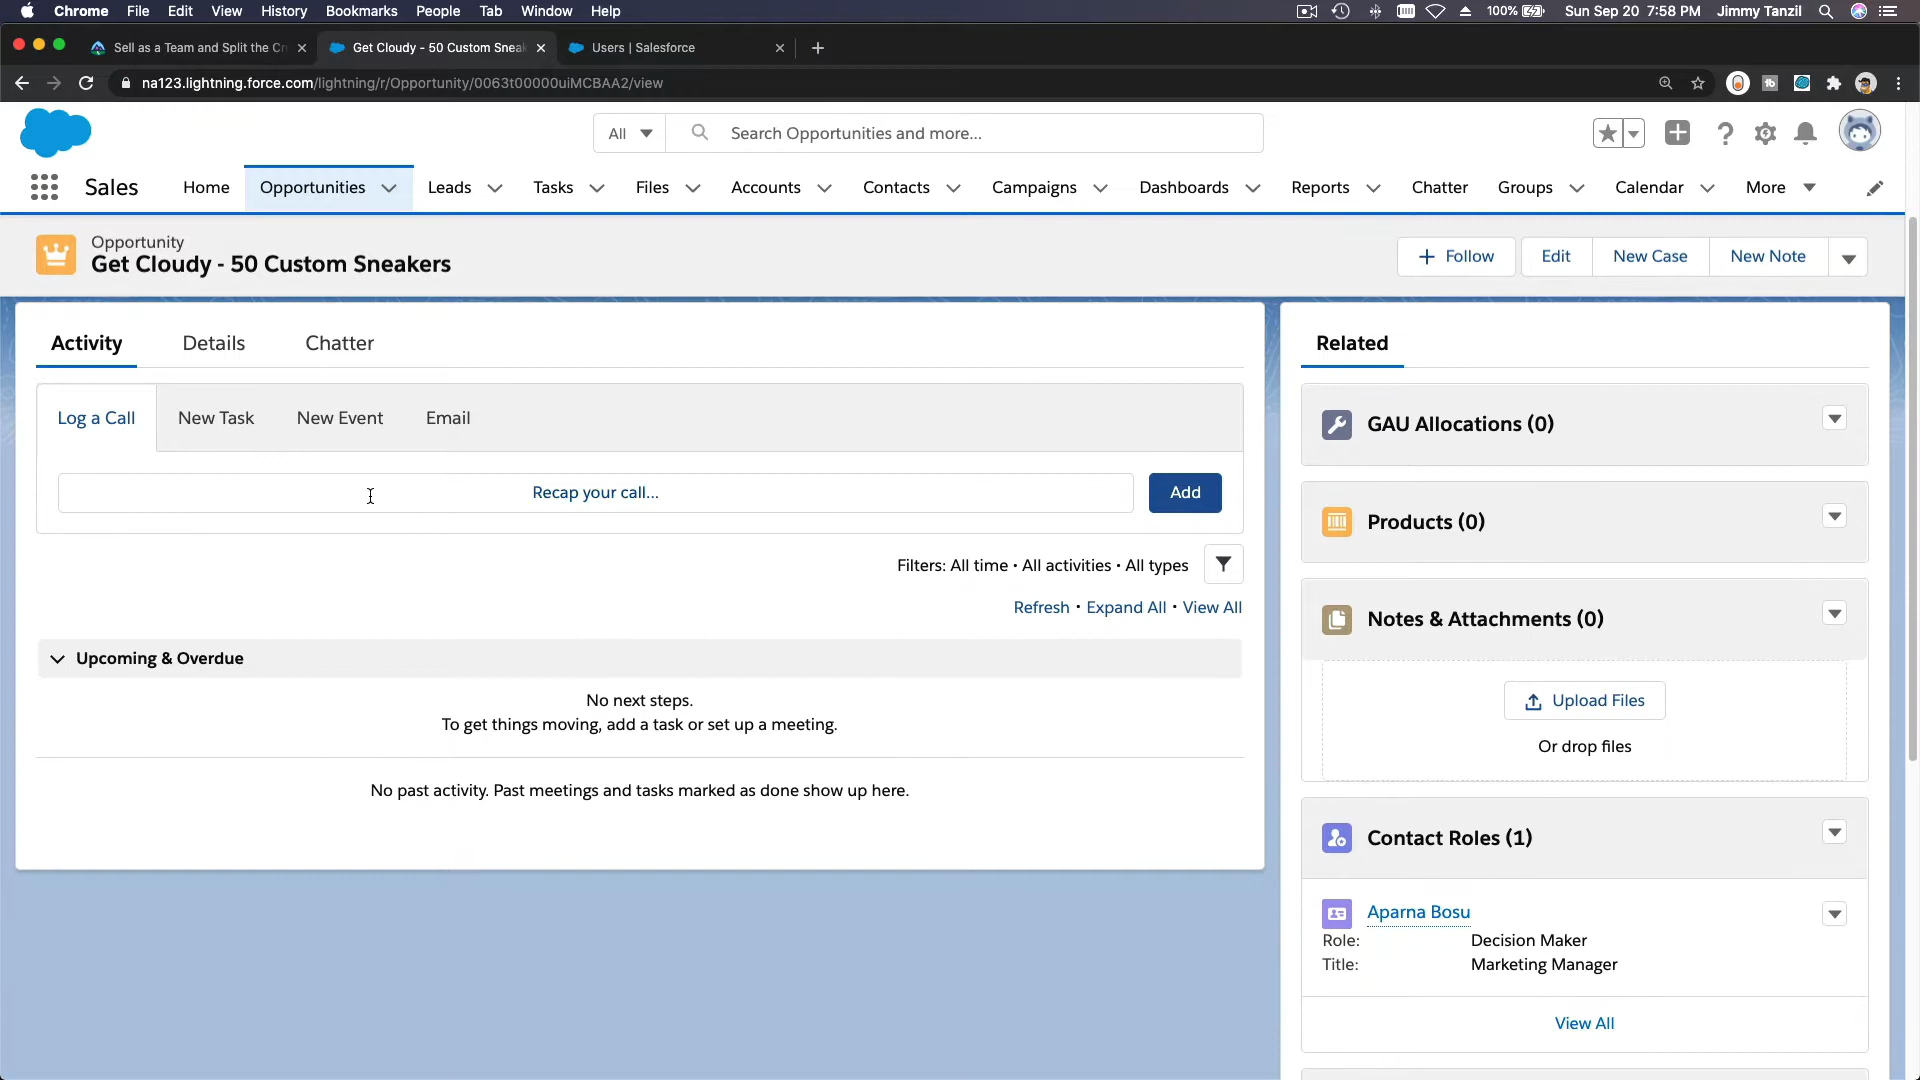 Chrome File Edit View History Bookmarks People Tab Window Help 100% Sun Sep 20 7:58 PM Jimmy Tanzil
Sell as a Team and Split the Cr Get Cloudy - 50 Custom Sneak Users | Salesforce
na123.lightning.force.com/lightning/r/Opportunity/0063t00000uiMCBAA2/view
All Search Opportunities and more...
Sales Home Opportunities Leads Tasks Files Accounts Contacts Campaigns Dashboards Reports Chatter Groups Calendar More
Opportunity
Get Cloudy - 50 Custom Sneakers
Follow Edit New Case New Note
Activity Details Chatter
Log a Call New Task New Event Email
Recap your call... Add
Filters: All time • All activities • All types
Refresh • Expand All • View All
Upcoming & Overdue
No next steps.
To get things moving, add a task or set up a meeting.
No past activity. Past meetings and tasks marked as done show up here.
Related
GAU Allocations (0)
Products (0)
Notes & Attachments (0)
Upload Files
Or drop files
Contact Roles (1)
Aparna Bosu
Role: Decision Maker
Title: Marketing Manager
View All